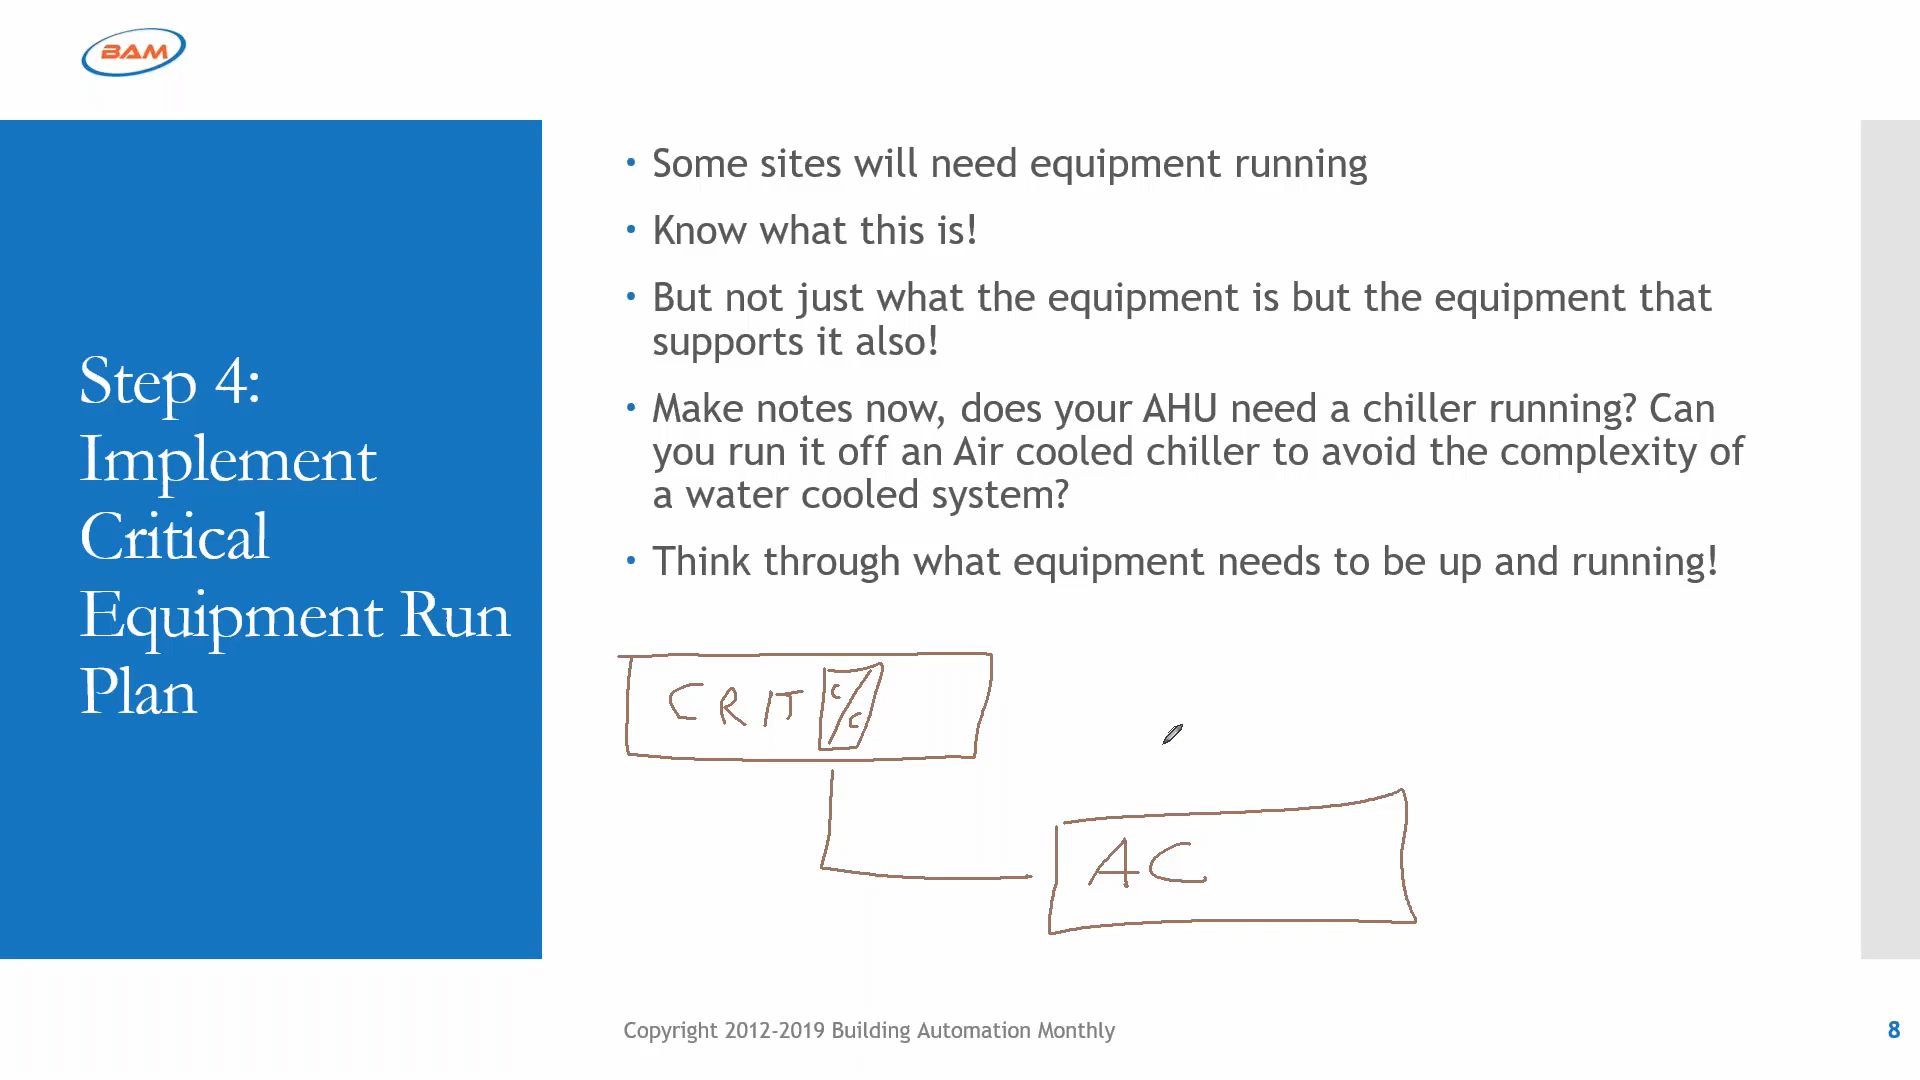 BAM
Step 4:
Implement
Critical
Equipment Run
Plan
• Some sites will need equipment running
• Know what this is!
• But not just what the equipment is but the equipment that
supports it also!
• Make notes now, does your AHU need a chiller running? Can
you run it off an Air cooled chiller to avoid the complexity of
a water cooled system?
• Think through what equipment needs to be up and running!
CRIT C/C
AC
Copyright 2012-2019 Building Automation Monthly
8